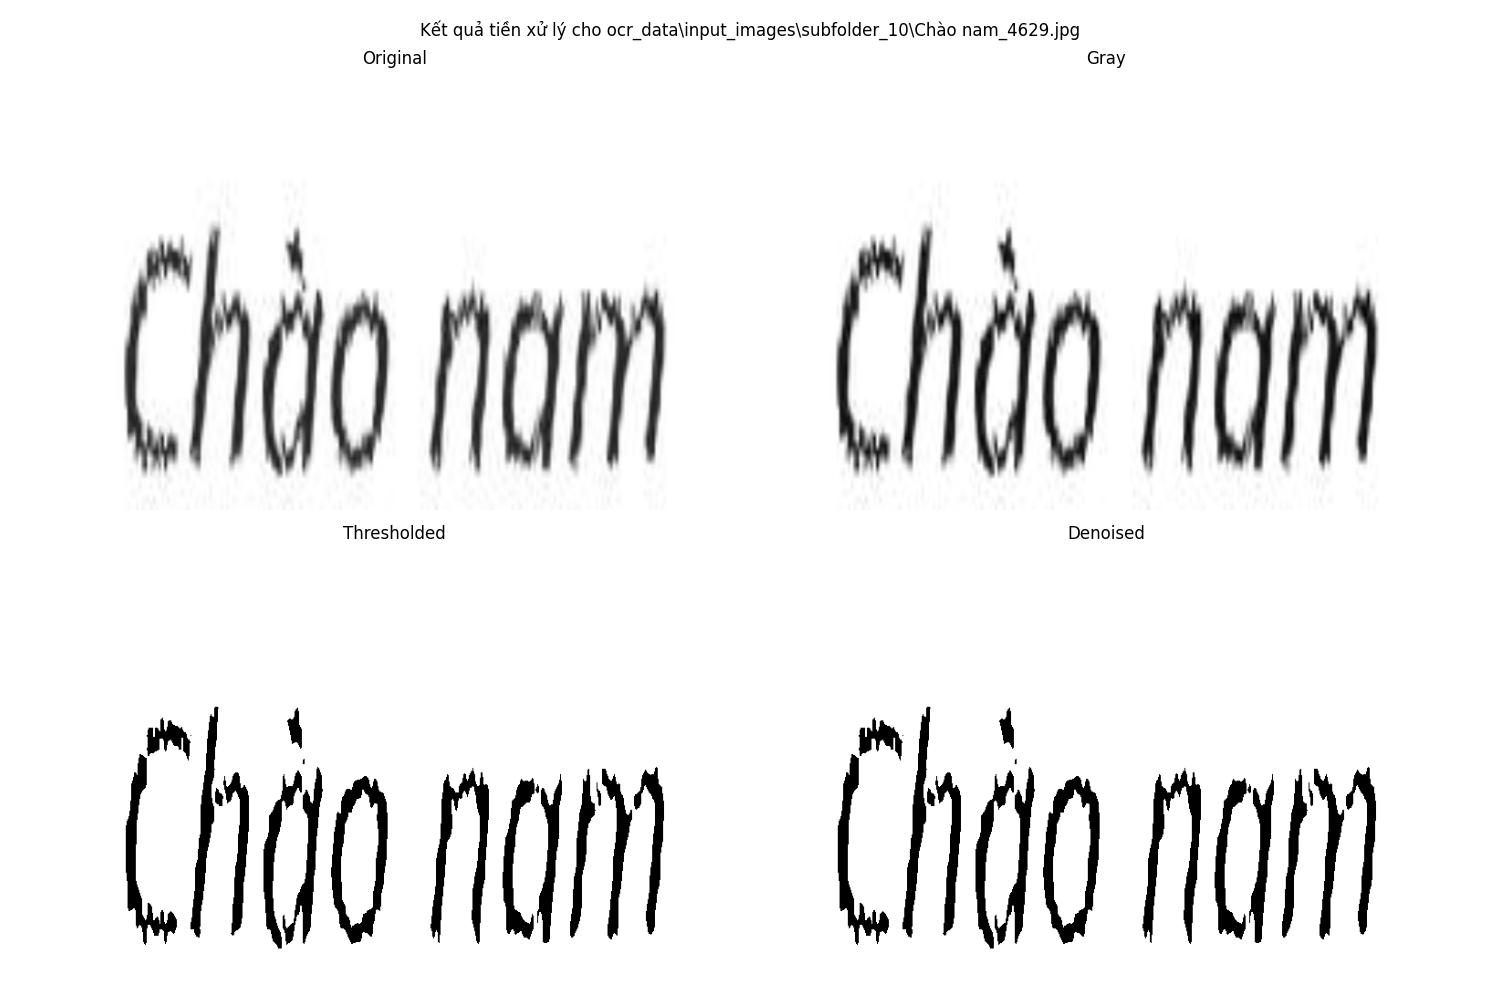 Kết quả tiền xử lý cho ocr_data\input_images\subfolder_10\Chào nam_4629.jpg
Original
Gray
Chào nam
Chào nam
Thresholded
Denoised
Chào nam
Chào nam